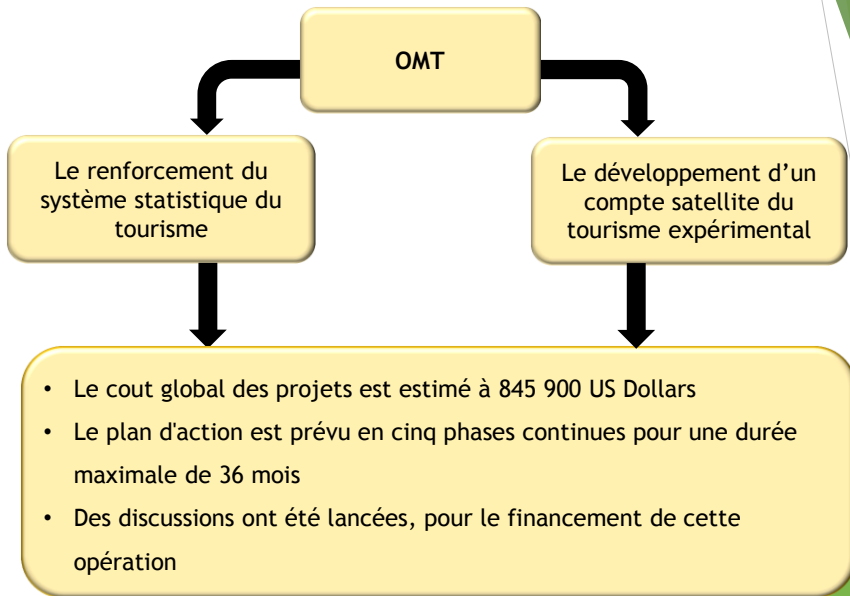 OMT
Le renforcement du
système statistique du
tourisme
Le développement d’un
compte satellite du
tourisme expérimental
• Le cout global des projets est estimé à 845 900 US Dollars
• Le plan d'action est prévu en cinq phases continues pour une durée
maximale de 36 mois
• Des discussions ont été lancées, pour le financement de cette
opération